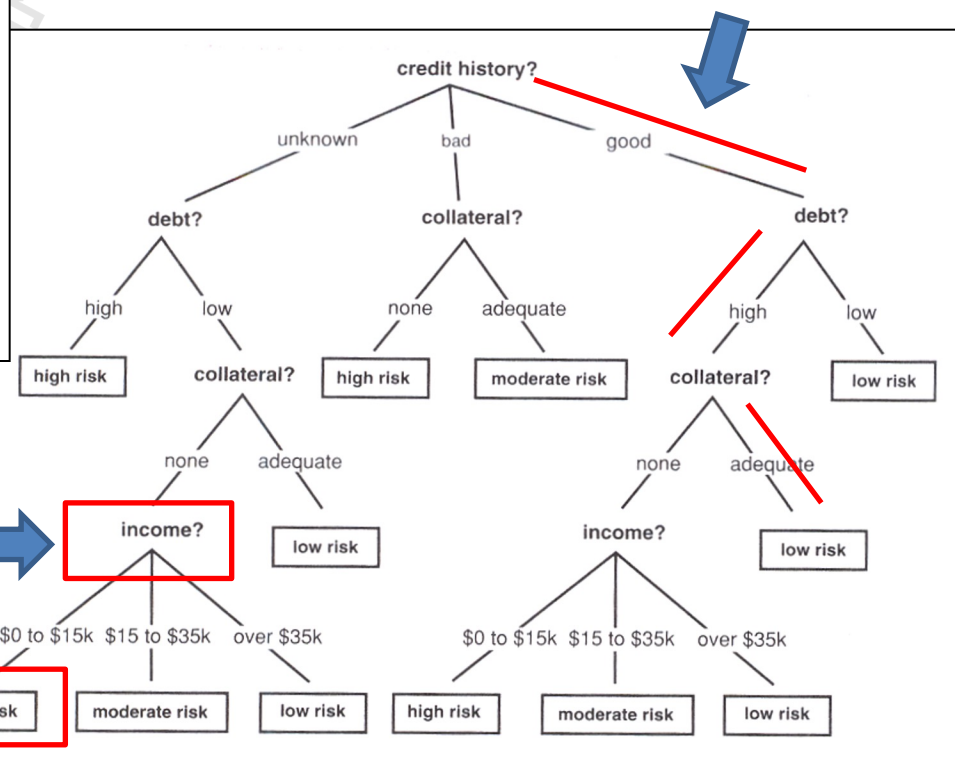 credit history?
unknown bad good
debt? collateral? debt?
high low none adequate high low
high risk collateral? high risk moderate risk collateral? low risk
none adequate none adequate
income? low risk income? low risk
$0 to $15k $15 to $35k over $35k $0 to $15k $15 to $35k over $35k
sk moderate risk low risk high risk moderate risk low risk